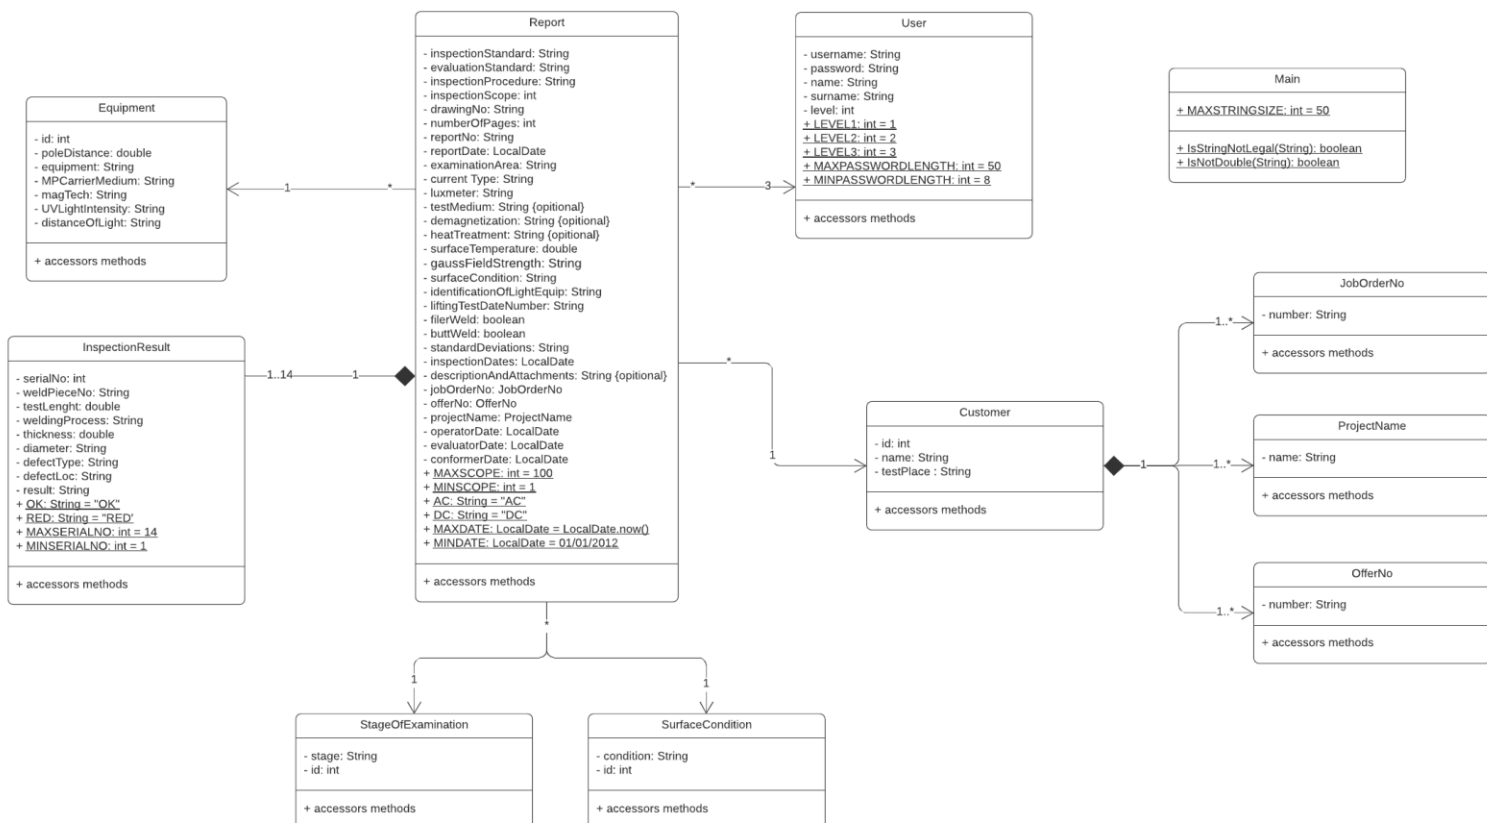 Report
- inspectionStandard: String
- evaluationStandard: String
- inspectionProcedure: String
- inspectionScope: int
- drawingNo: String
- numberOfPages: int
- reportNo: String
- reportDate: LocalDate
- examinationArea: String
- current Type: String
- luxmeter: String
- testMedium: String {opitional}
- demagnetization: String {opitional}
- heatTreatment: String {opitional}
- surfaceTemperature: double
- gaussFieldStrength: String
- surfaceCondition: String
- identificationOfLightEquip: String
- liftingTestDateNumber: String
- filerWeld: boolean
- buttWeld: boolean
- standardDeviations: String
- inspectionDates: LocalDate
- descriptionAndAttachments: String {opitional}
- jobOrderNo: JobOrderNo
- offerNo: OfferNo
- projectName: ProjectName
- operatorDate: LocalDate
- evaluatorDate: LocalDate
- conformerDate: LocalDate
+ MAXSCOPE: int = 100
+ MINSCOPE: int = 1
+ AC: String = "AC"
+ DC: String = "DC"
+ MAXDATE: LocalDate = LocalDate.now()
+ MINDATE: LocalDate = 01/01/2012
+ accessors methods
User
- username: String
- password: String
- name: String
- surname: String
- level: int
+ LEVEL1: int = 1
+ LEVEL2: int = 2
+ LEVEL3: int = 3
+ MAXPASSWORDLENGTH: int = 50
+ MINPASSWORDLENGTH: int = 8
+ accessors methods
Main
+ MAXSTRINGSIZE: int = 50
+ IsStringNotLegal(String): boolean
+ IsNotDouble(String): boolean
Equipment
- id: int
- poleDistance: double
- equipment: String
- MPCarrierMedium: String
- magTech: String
- UVLightIntensity: String
- distanceOfLight: String
+ accessors methods
1
*
*
3
InspectionResult
- serialNo: int
- weldPieceNo: String
- testLenght: double
- weldingProcess: String
- thickness: double
- diameter: String
- defectType: String
- defectLoc: String
- result: String
+ OK: String = "OK"
+ RED: String = "RED'
+ MAXSERIALNO: int = 14
+ MINSERIALNO: int = 1
+ accessors methods
1..14
1
*
1
Customer
- id: int
- name: String
- testPlace : String
+ accessors methods
1
1..*
1..*
1..*
JobOrderNo
- number: String
+ accessors methods
ProjectName
- name: String
+ accessors methods
OfferNo
- number: String
+ accessors methods
*
1
1
StageOfExamination
- stage: String
- id: int
+ accessors methods
SurfaceCondition
- condition: String
- id: int
+ accessors methods